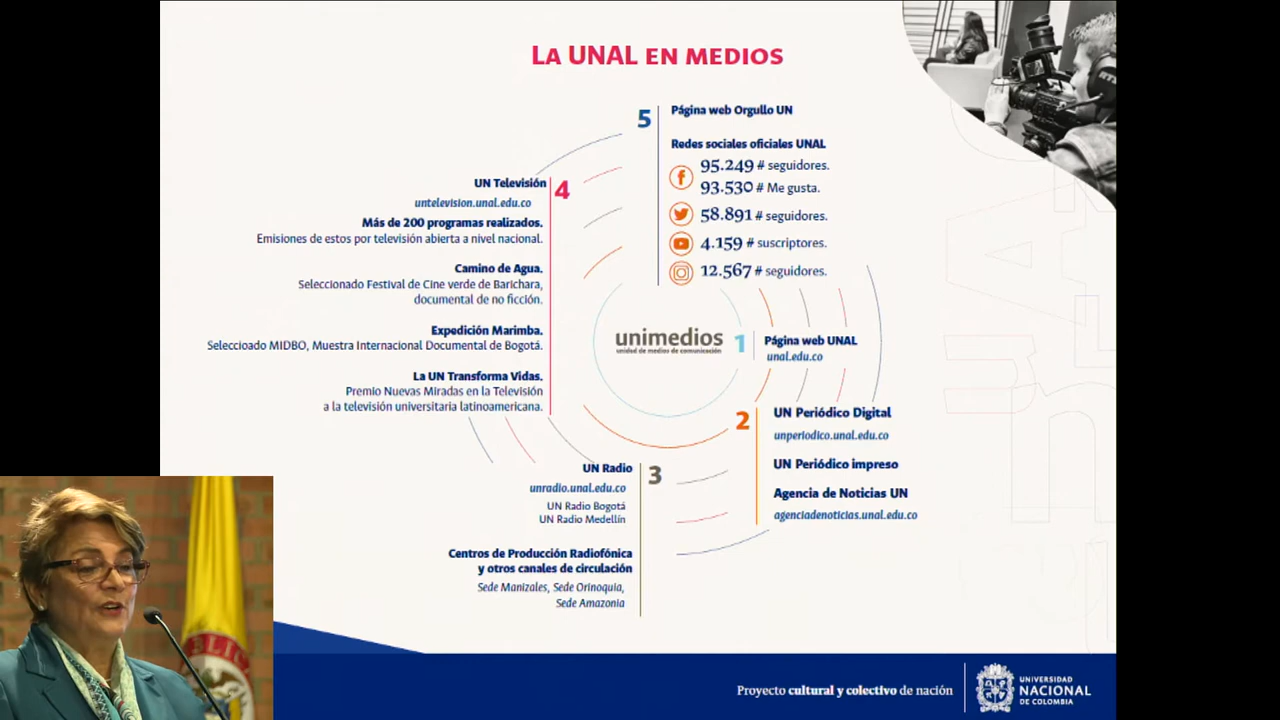 LA UNAL EN MEDIOS
5
Página web Orgullo UN
Redes sociales oficiales UNAL
95.249 # seguidores.
93.530 # Me gusta.
58.891 # seguidores.
4.159 # suscriptores.
12.567 # seguidores.
4
UN Televisión
untelevision.unal.edu.co
Más de 200 programas realizados.
Emisiones de estos por televisión abierta a nivel nacional.
Camino de Agua.
Seleccionado Festival de Cine verde de Barichara,
documental de no ficción.
Expedición Marimba.
Seleccioado MIDBO, Muestra Internacional Documental de Bogotá.
La UN Transforma Vidas.
Premio Nuevas Miradas en la Televisión
a la televisión universitaria latinoamericana.
unimedios
unidad de medios de comunicación
1
Página web UNAL
unal.edu.co
2
UN Periódico Digital
unperiodico.unal.edu.co
UN Periódico impreso
Agencia de Noticias UN
agenciadenoticias.unal.edu.co
3
UN Radio
unradio.unal.edu.co
UN Radio Bogotá
UN Radio Medellín
Centros de Producción Radiofónica
y otros canales de circulación
Sede Manizales, Sede Orinoquia,
Sede Amazonia
Proyecto cultural y colectivo de nación
UNIVERSIDAD
NACIONAL
DE COLOMBIA